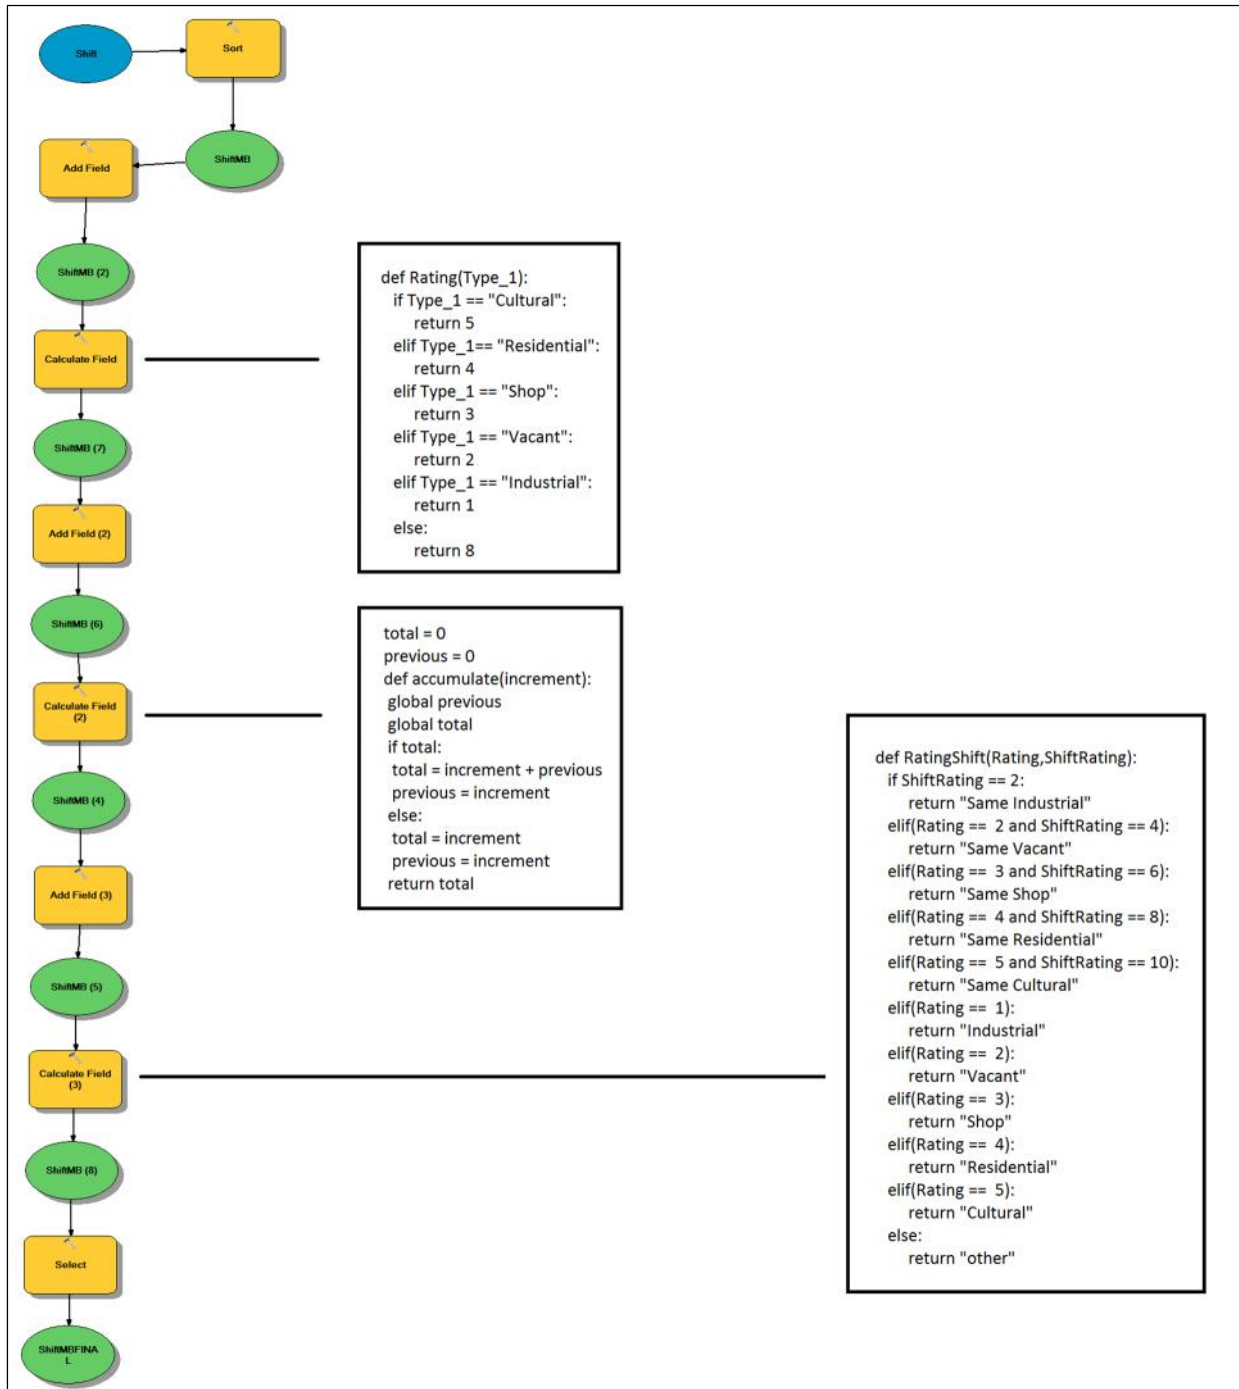 Shift
Sort
ShiftMB
Add Field
ShiftMB (2)
Calculate Field
ShiftMB (7)
Add Field (2)
ShiftMB (6)
Calculate Field
(2)
ShiftMB (4)
Add Field (3)
ShiftMB (5)
Calculate Field
(3)
ShiftMB (8)
Select
ShiftMBFINA
L
def Rating(Type_1):
if Type_1 == "Cultural":
return 5
elif Type_1== "Residential":
return 4
elif Type_1 == "Shop":
return 3
elif Type_1 == "Vacant":
return 2
elif Type_1 == "Industrial":
return 1
else:
return 8
total = 0
previous = 0
def accumulate(increment):
global previous
global total
if total:
total = increment + previous
previous = increment
else:
total = increment
previous = increment
return total
def RatingShift(Rating,ShiftRating):
if ShiftRating == 2:
return "Same Industrial"
elif(Rating == 2 and ShiftRating == 4):
return "Same Vacant"
elif(Rating == 3 and ShiftRating == 6):
return "Same Shop"
elif(Rating == 4 and ShiftRating == 8):
return "Same Residential"
elif(Rating == 5 and ShiftRating == 10):
return "Same Cultural"
elif(Rating == 1):
return "Industrial"
elif(Rating == 2):
return "Vacant"
elif(Rating == 3):
return "Shop"
elif(Rating == 4):
return "Residential"
elif(Rating == 5):
return "Cultural"
else:
return "other"